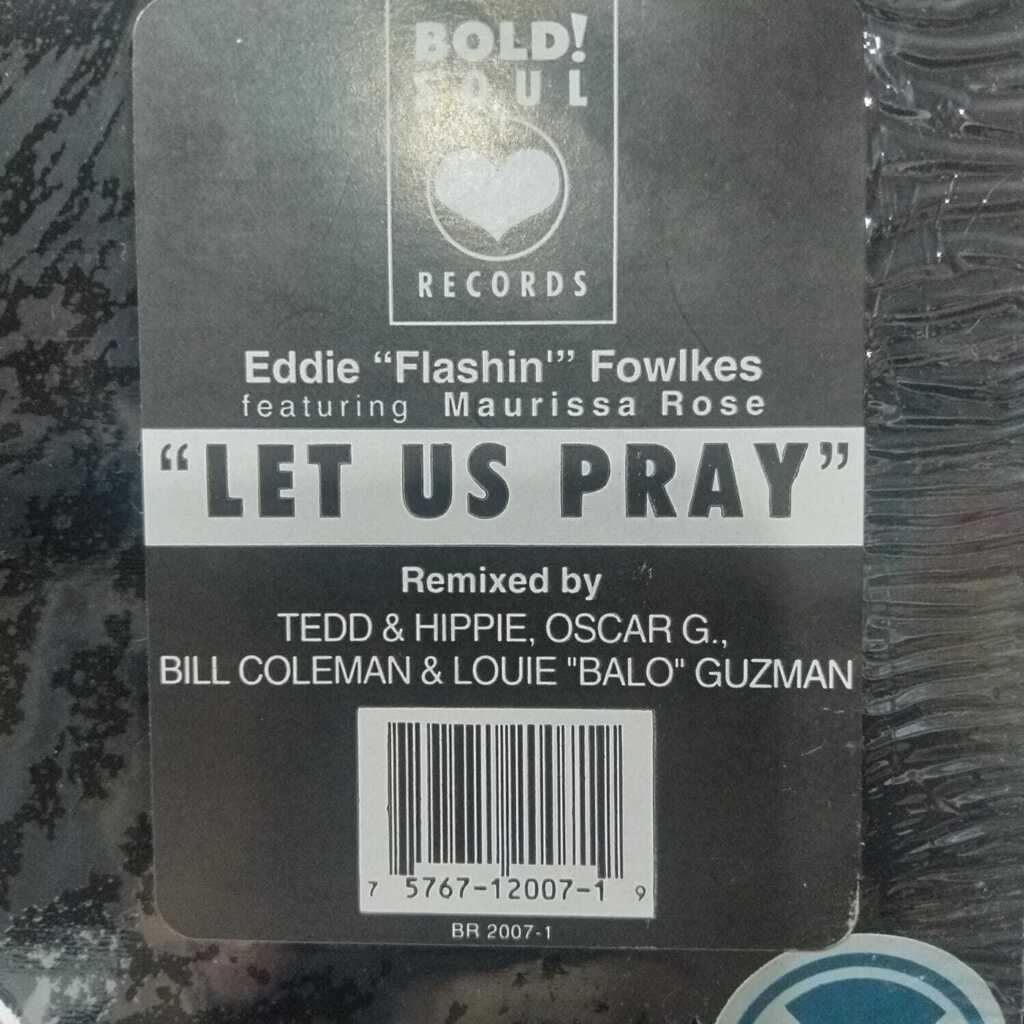 BOLD!
SOUL
RECORDS
Eddie “Flashin'” Fowlkes
featuring Maurissa Rose
“LET US PRAY”
Remixed by
TEDD & HIPPIE, OSCAR G.,
BILL COLEMAN & LOUIE "BALO" GUZMAN
7 5767-12007-1 9
BR 2007-1